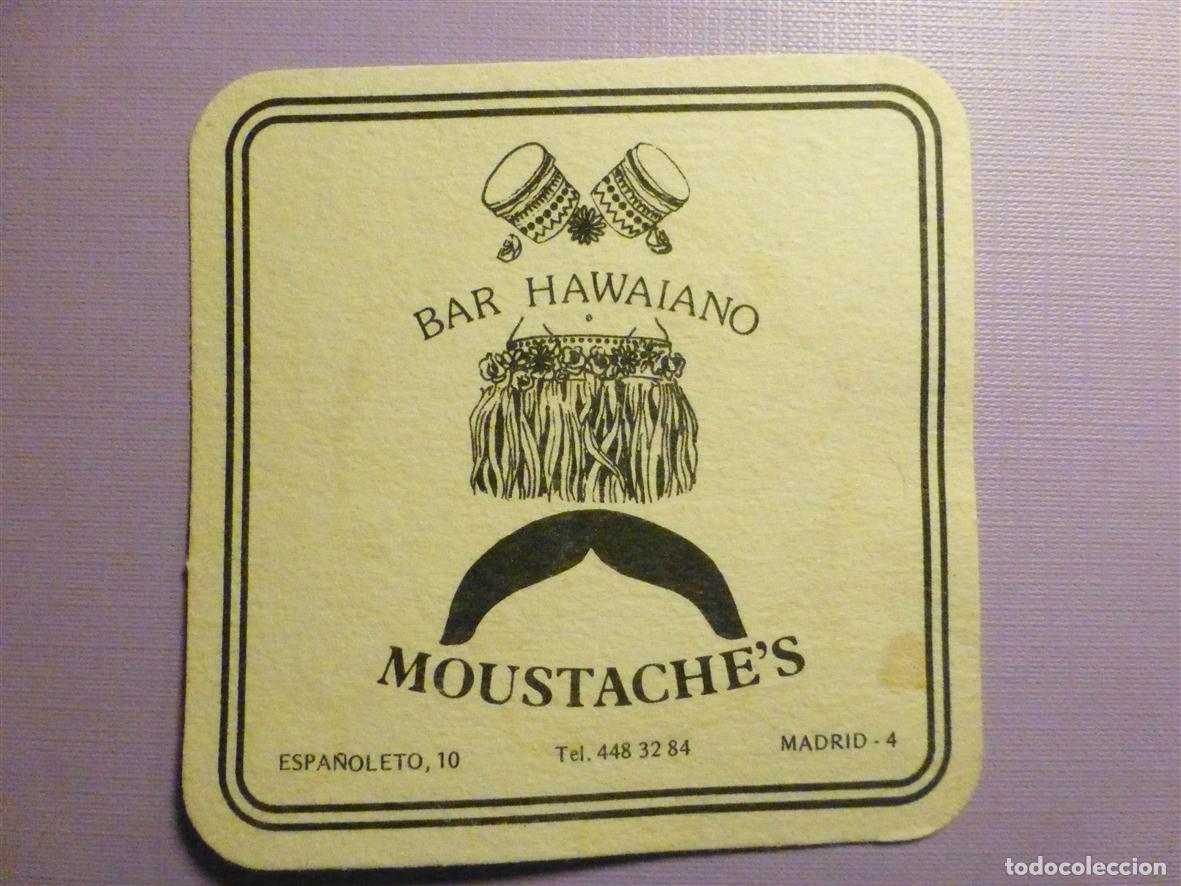 BAR HAWAIANO
MOUSTACHE'S
ESPAÑOLETO, 10 Tel. 448 32 84 MADRID - 4
todocoleccion